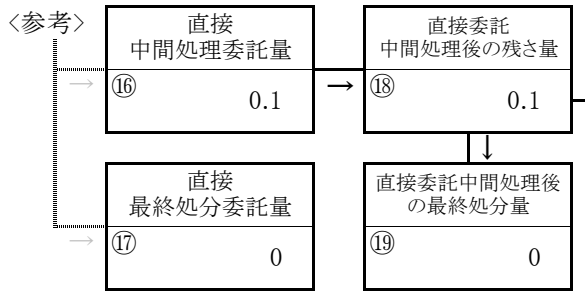 〈参考〉
直接
中間処理委託量
→
⑯
0.1
→
直接委託
中間処理後の残さ量
⑱
0.1
↓
直接
最終処分委託量
→
⑰
0
直接委託中間処理後
の最終処分量
⑲
0